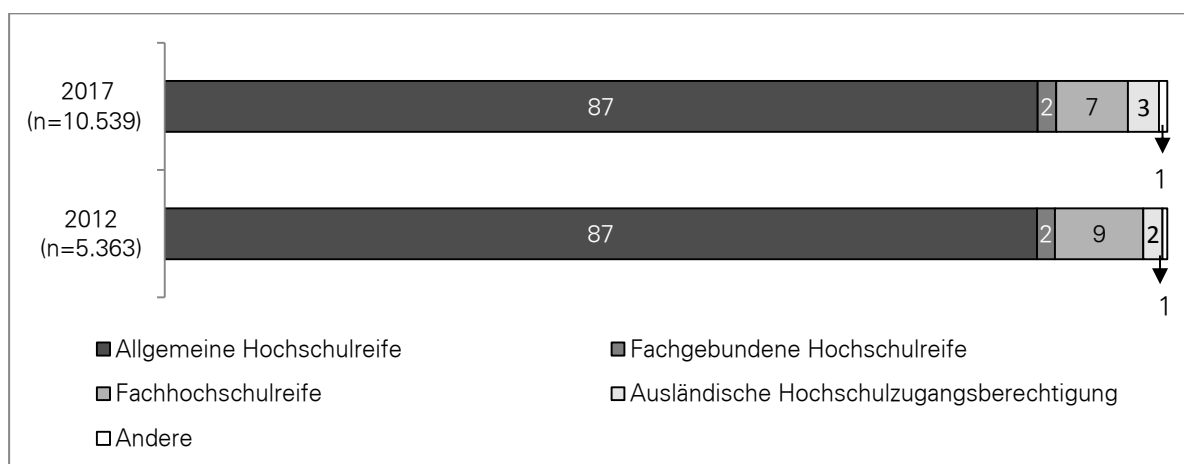 2017
(n=10.539)
87
2
7
3
1
2012
(n=5.363)
87
2
9
2
1
Allgemeine Hochschulreife
Fachgebundene Hochschulreife
Fachhochschulreife
Ausländische Hochschulzugangsberechtigung
Andere